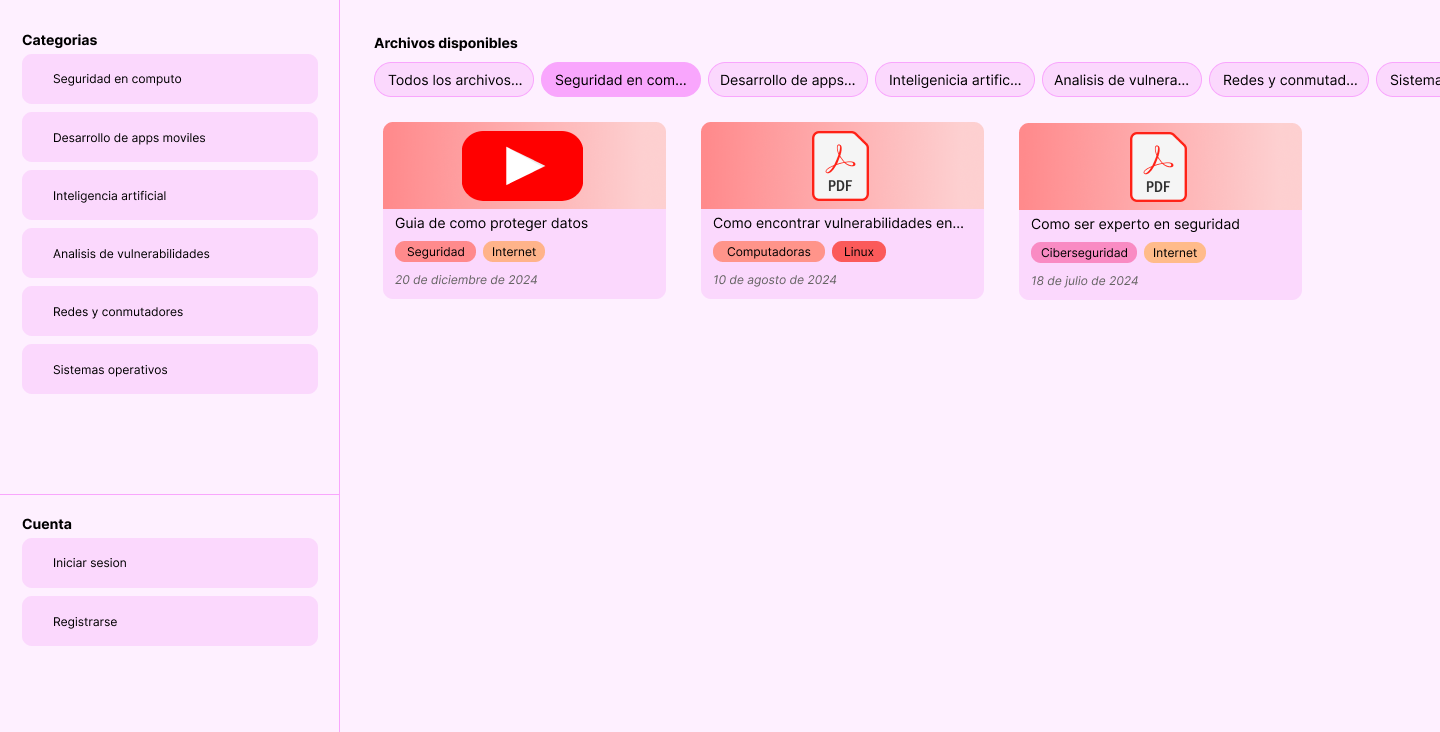 Categorias
Seguridad en computo
Desarrollo de apps moviles
Inteligencia artificial
Analisis de vulnerabilidades
Redes y conmutadores
Sistemas operativos
Cuenta
Iniciar sesion
Registrarse
Archivos disponibles
Todos los archivos... Seguridad en com... Desarrollo de apps... Inteligenicia artific... Analisis de vulnera... Redes y conmutad... Sistema
Guia de como proteger datos
Seguridad Internet
20 de diciembre de 2024
PDF
Como encontrar vulnerabilidades en...
Computadoras Linux
10 de agosto de 2024
PDF
Como ser experto en seguridad
Ciberseguridad Internet
18 de julio de 2024